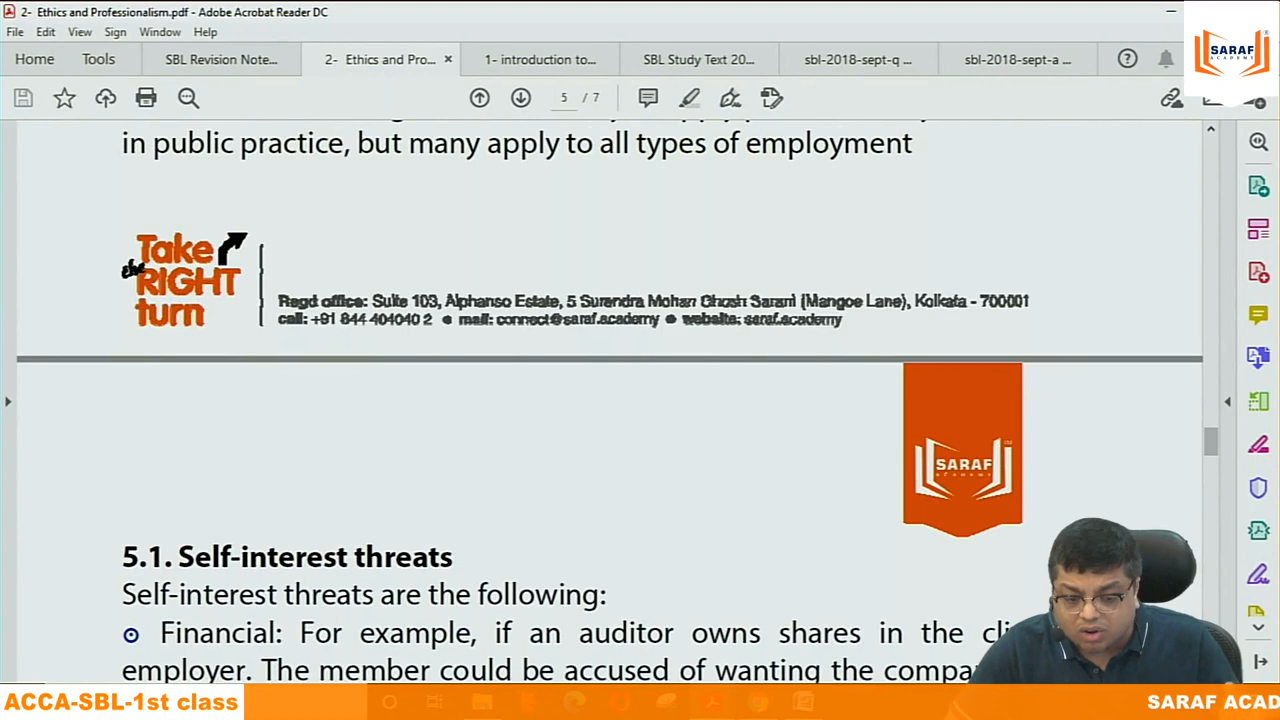 2- Ethics and Professionalism.pdf - Adobe Acrobat Reader DC
File Edit View Sign Window Help
Home Tools SBL Revision Note... 2- Ethics and Pro... × 1- introduction to... SBL Study Text 20... sbl-2018-sept-q ... sbl-2018-sept-a ...
5 / 7
SARAF
ACADEMY
in public practice, but many apply to all types of employment
Take
the RIGHT
turn
Regd office: Suite 103, Alphanso Estate, 5 Surendra Mohan Ghosh Sarani (Mangoe Lane), Kolkata - 700001
call: +91 844 404040 2 ● mail: connect@saraf.academy ● website: saraf.academy
SARAF
ACADEMY
5.1. Self-interest threats
Self-interest threats are the following:
Financial: For example, if an auditor owns shares in the
employer. The member could be accused of wanting the
ACCA-SBL-1st class
SARAF ACAD